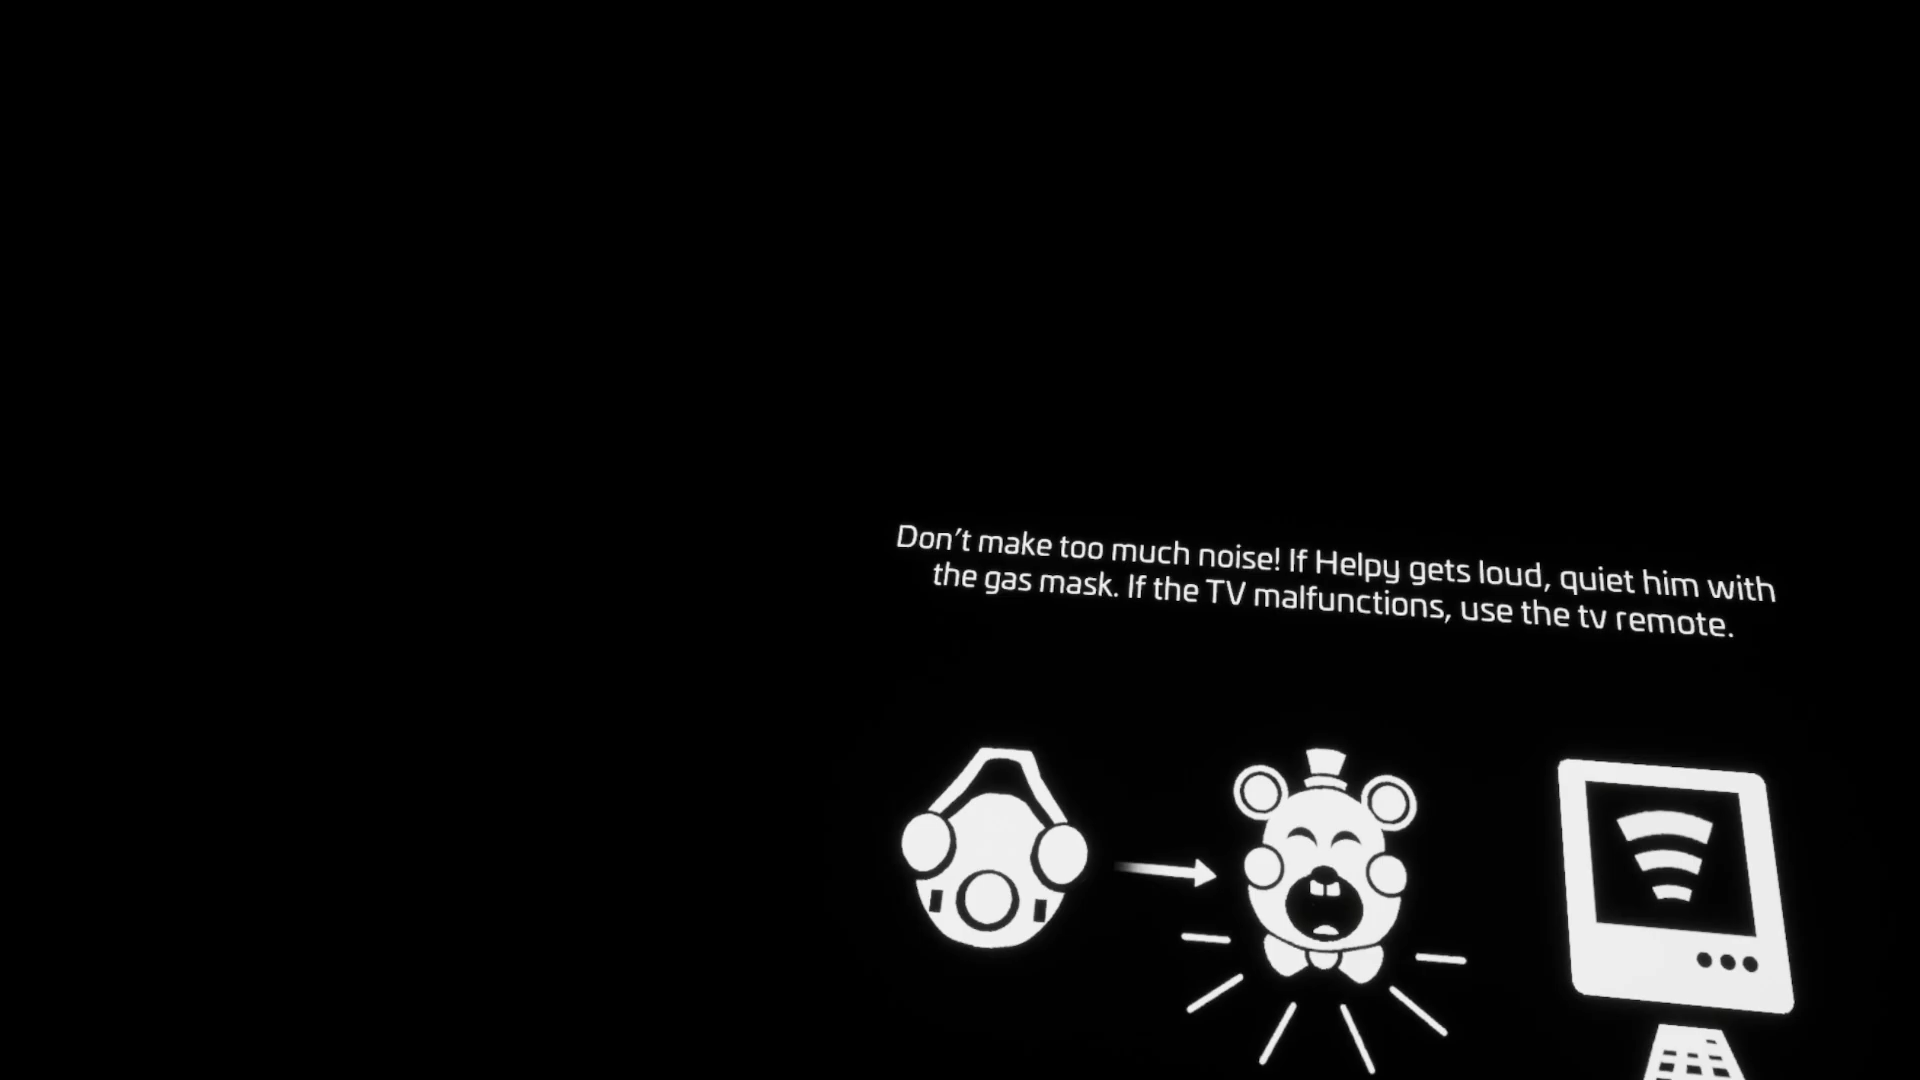 Don't make too much noise! If Helpy gets loud, quiet him with
the gas mask. If the TV malfunctions, use the tv remote.